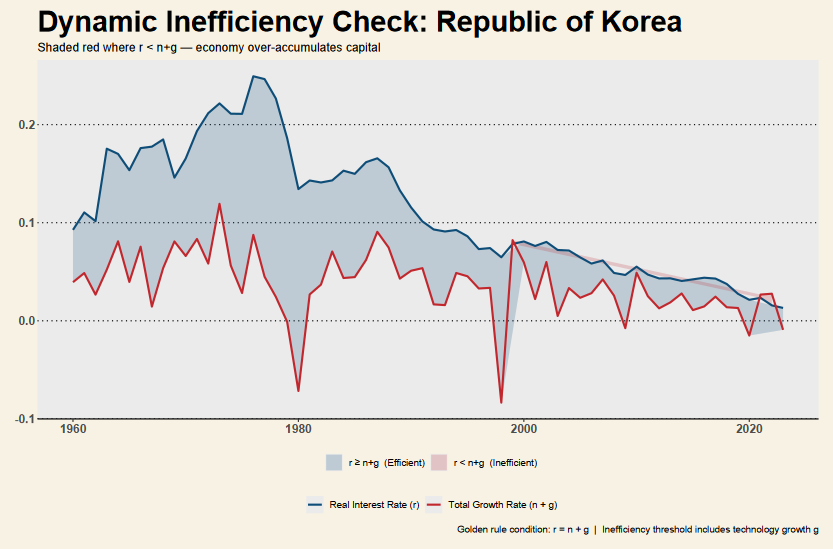 Dynamic Inefficiency Check: Republic of Korea
Shaded red where r < n+g — economy over-accumulates capital
0.2
0.1
0.0
-0.1
1960 1980 2000 2020
r ≥ n+g (Efficient) r < n+g (Inefficient)
Real Interest Rate (r) Total Growth Rate (n + g)
Golden rule condition: r = n + g | Inefficiency threshold includes technology growth g